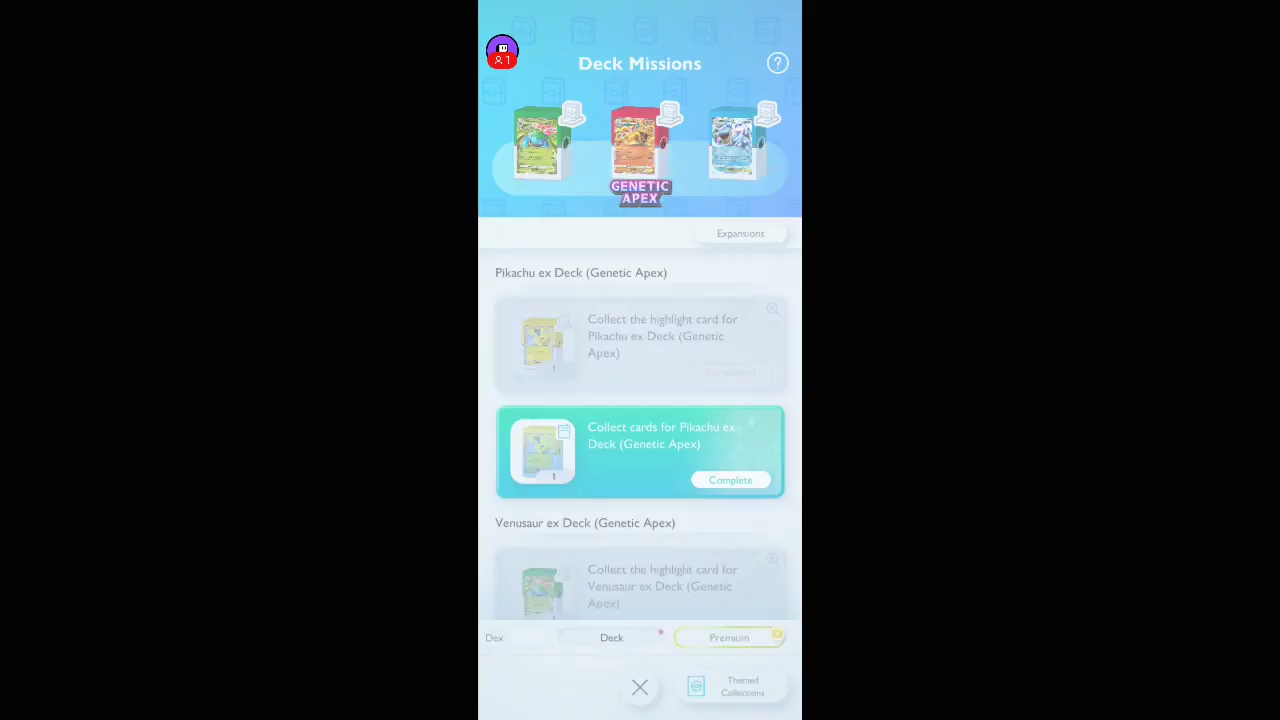 1
Deck Missions
?
GENETIC
APEX
Expansions
Pikachu ex Deck (Genetic Apex)
Collect the highlight card for
Pikachu ex Deck (Genetic
Apex)
1
Completed
Collect cards for Pikachu ex
Deck (Genetic Apex)
1
Complete
Venusaur ex Deck (Genetic Apex)
Collect the highlight card for
Venusaur ex Deck (Genetic
Apex)
Dex
Deck
Premium
Themed
Collections